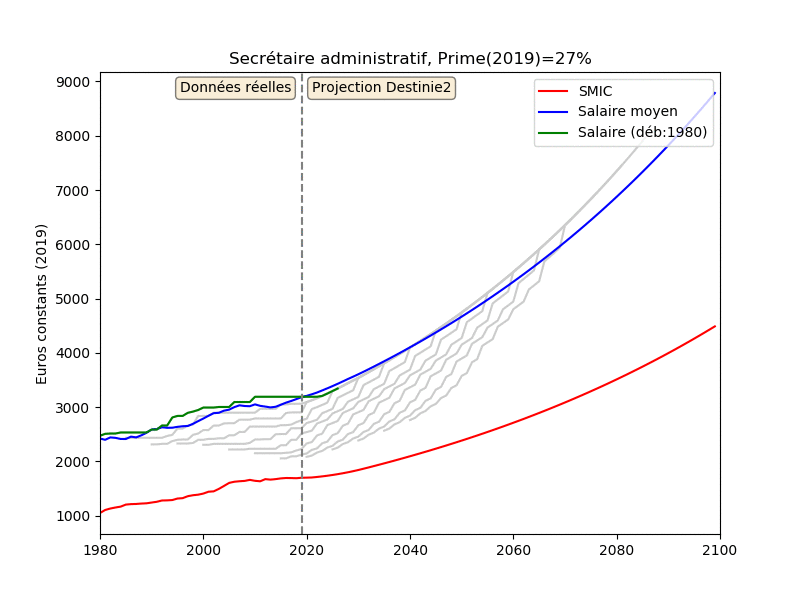 Secrétaire administratif, Prime(2019)=27%
Données réelles
Projection Destinie2
SMIC
Salaire moyen
Salaire (déb:1980)
Euros constants (2019)
9000
8000
7000
6000
5000
4000
3000
2000
1000
1980
2000
2020
2040
2060
2080
2100